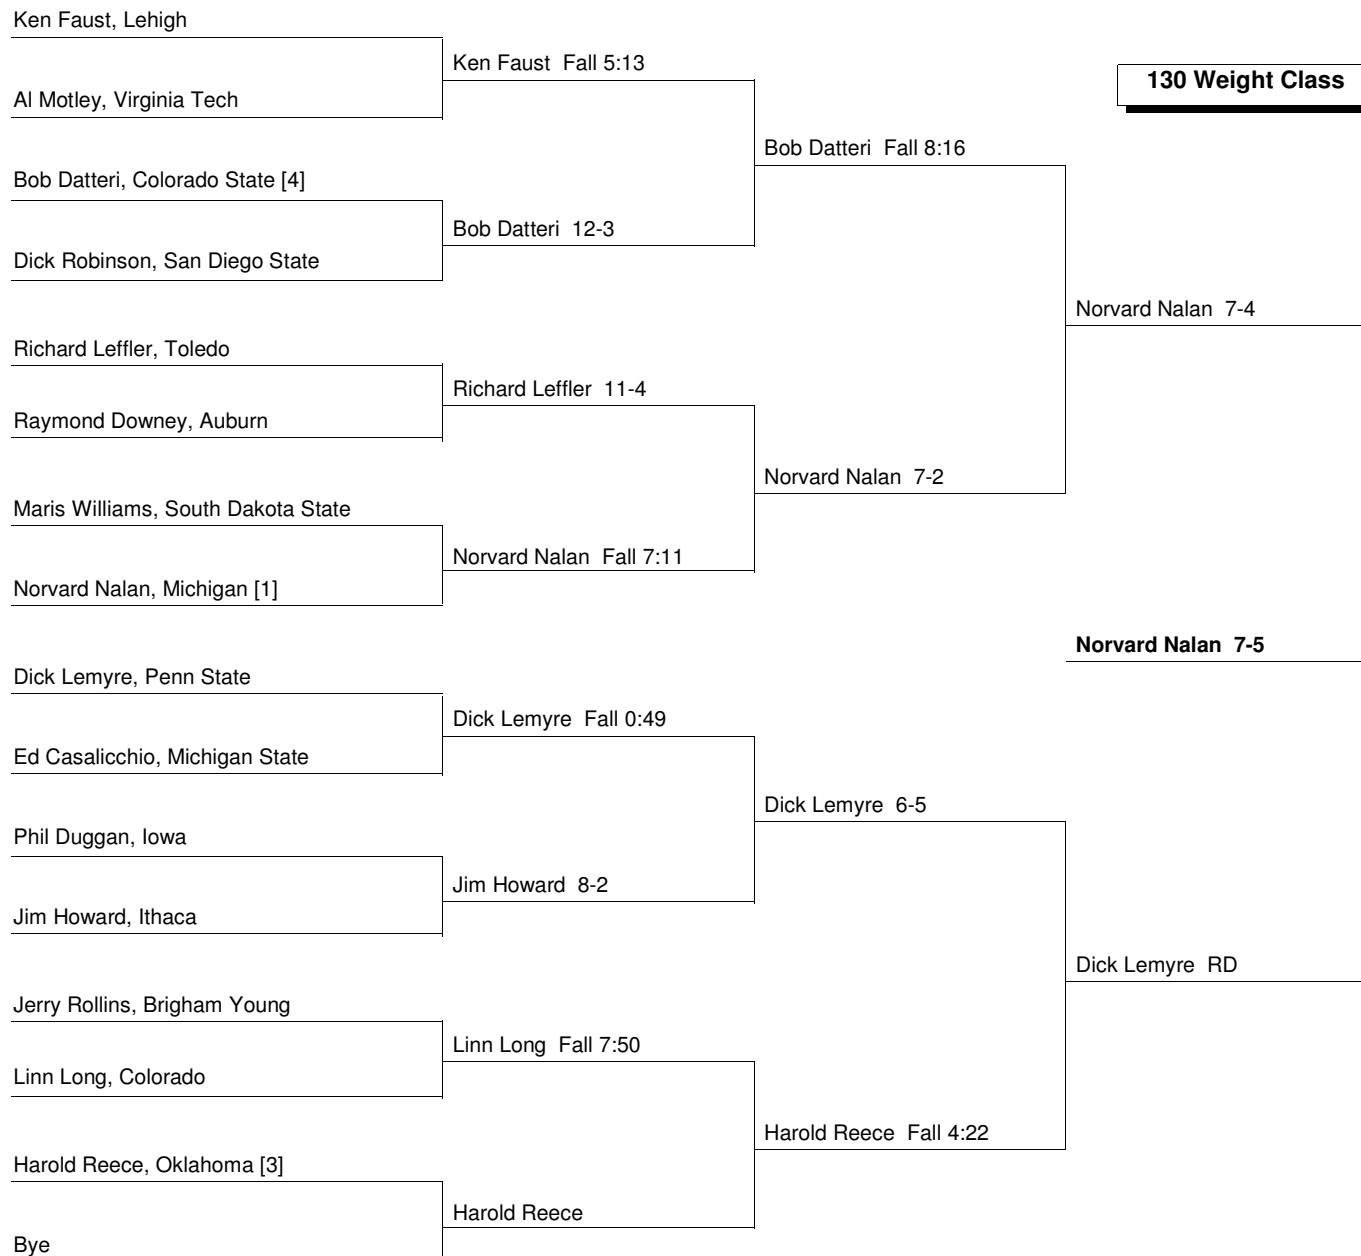 Ken Faust, Lehigh
Ken Faust Fall 5:13
130 Weight Class
Al Motley, Virginia Tech
Bob Datteri Fall 8:16
Bob Datteri, Colorado State [4]
Bob Datteri 12-3
Dick Robinson, San Diego State
Norvard Nalan 7-4
Richard Leffler, Toledo
Richard Leffler 11-4
Raymond Downey, Auburn
Norvard Nalan 7-2
Maris Williams, South Dakota State
Norvard Nalan Fall 7:11
Norvard Nalan, Michigan [1]
Norvard Nalan 7-5
Dick Lemyre, Penn State
Dick Lemyre Fall 0:49
Ed Casalicchio, Michigan State
Dick Lemyre 6-5
Phil Duggan, Iowa
Jim Howard 8-2
Jim Howard, Ithaca
Dick Lemyre RD
Jerry Rollins, Brigham Young
Linn Long Fall 7:50
Linn Long, Colorado
Harold Reece Fall 4:22
Harold Reece, Oklahoma [3]
Harold Reece
Bye